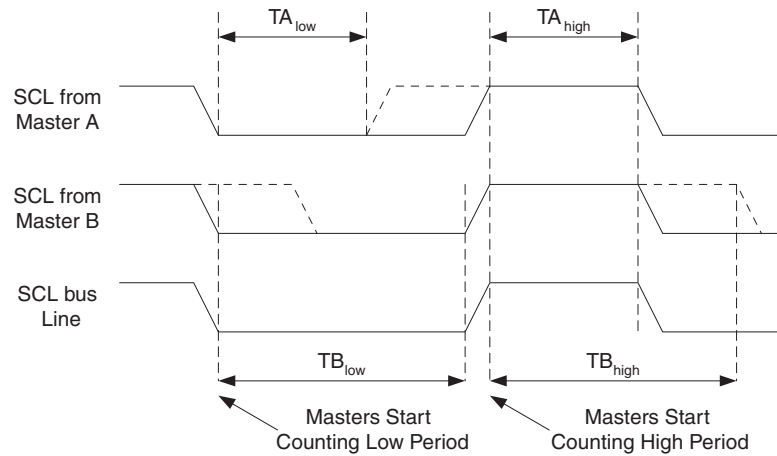 TA low
TA high
SCL from
Master A
SCL from
Master B
SCL bus
Line
TB low
TB high
Masters Start
Counting Low Period
Masters Start
Counting High Period